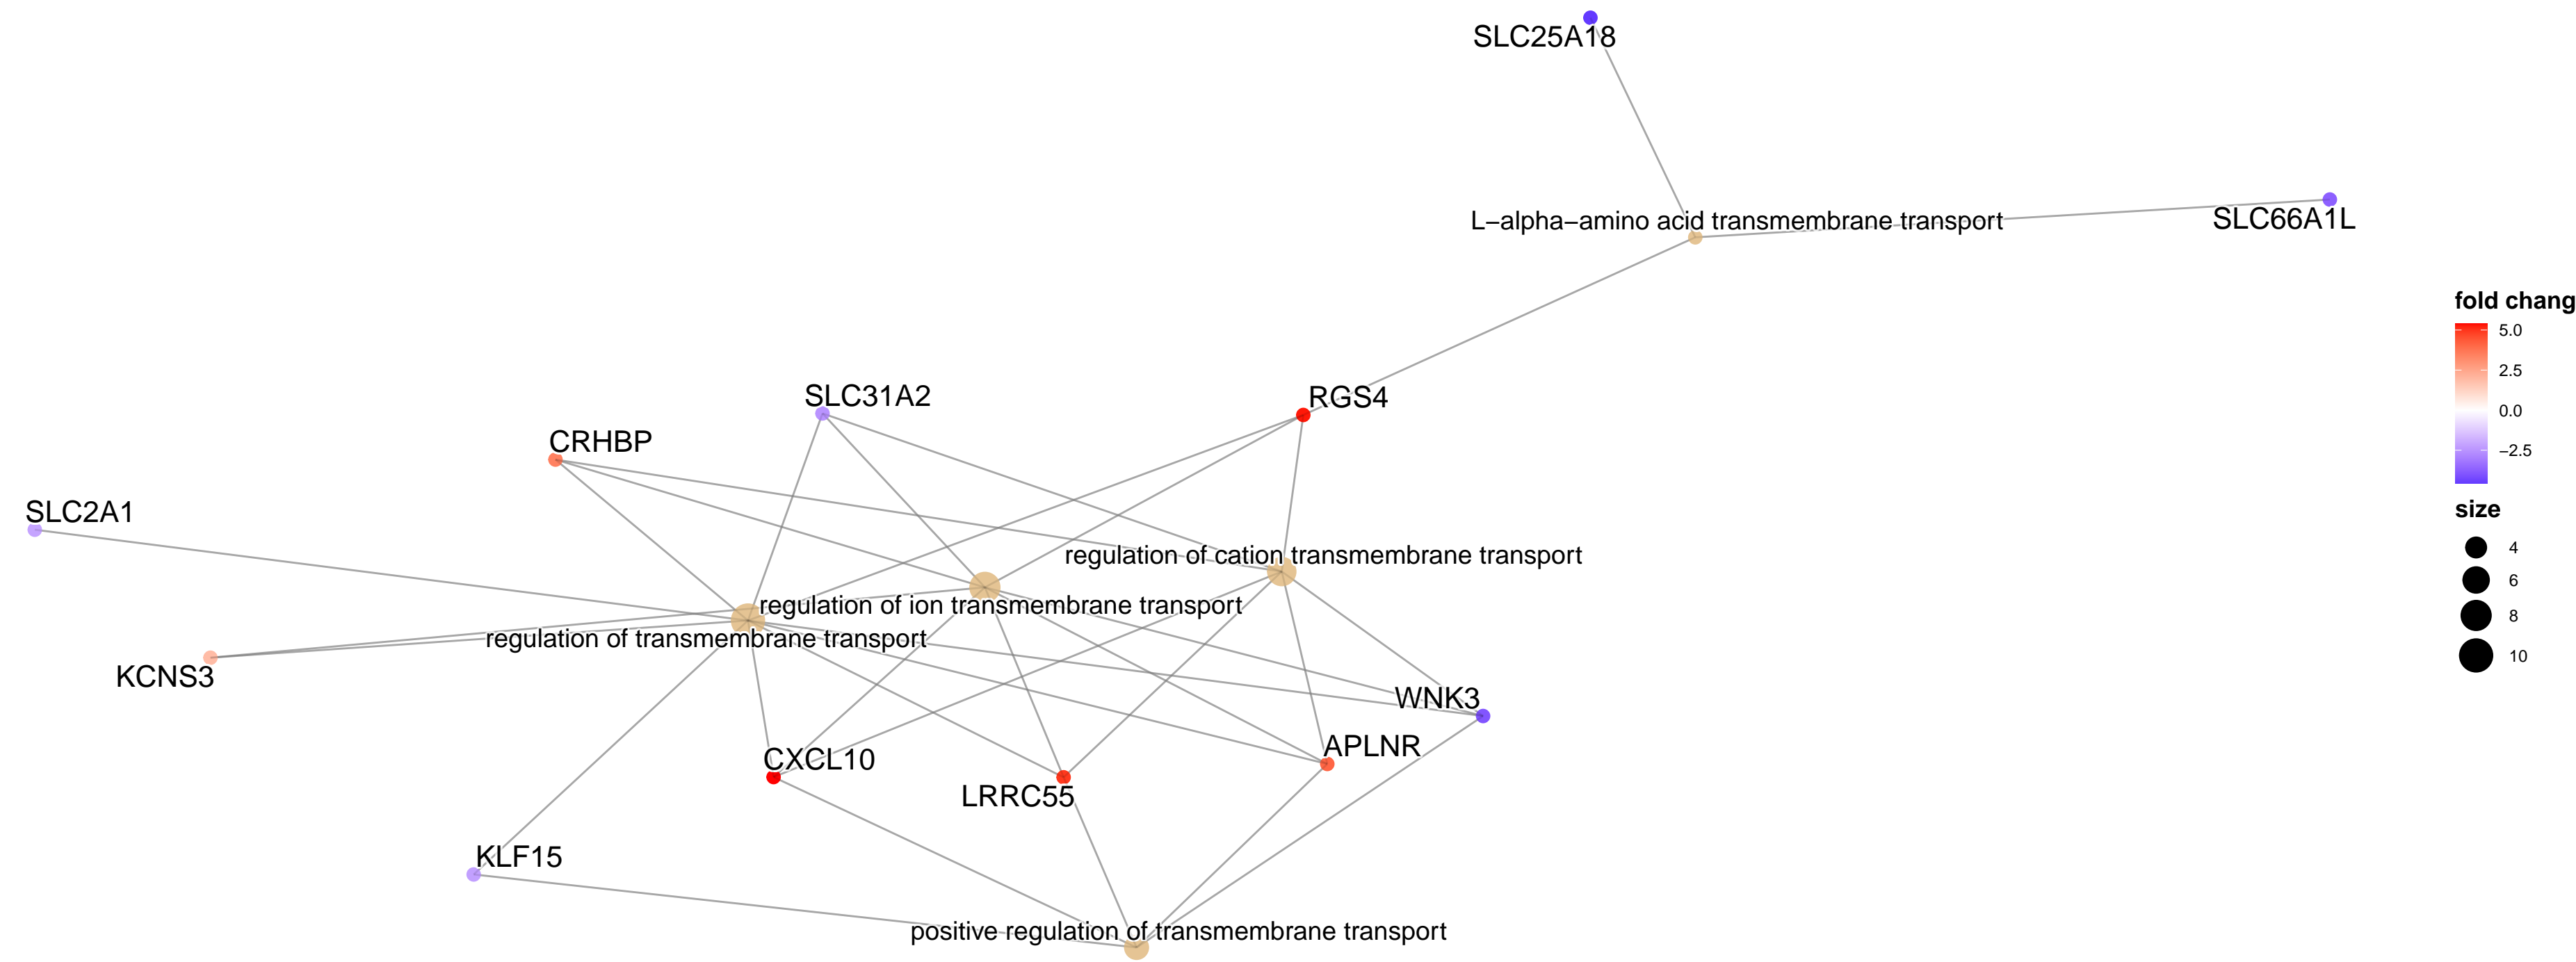 SLC25A18
L−alpha−amino acid transmembrane transport
SLC66A1L
fold chang
5.0
2.5
0.0
−2.5
size
4
6
8
10
SLC31A2
RGS4
CRHBP
SLC2A1
regulation of cation transmembrane transport
regulation of ion transmembrane transport
regulation of transmembrane transport
KCNS3
WNK3
APLNR
CXCL10
LRRC55
KLF15
positive regulation of transmembrane transport